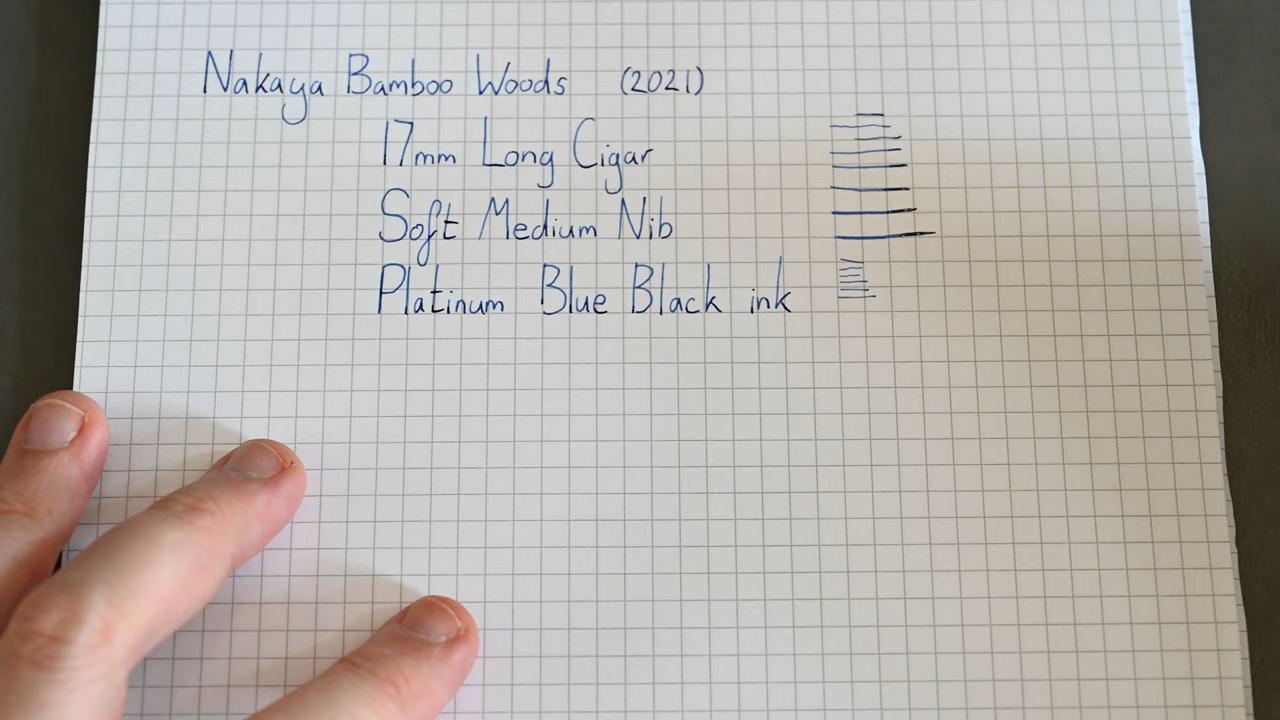 Nakaya Bamboo Woods (2021)
17mm Long Cigar
Soft Medium Nib
Platinum Blue Black ink